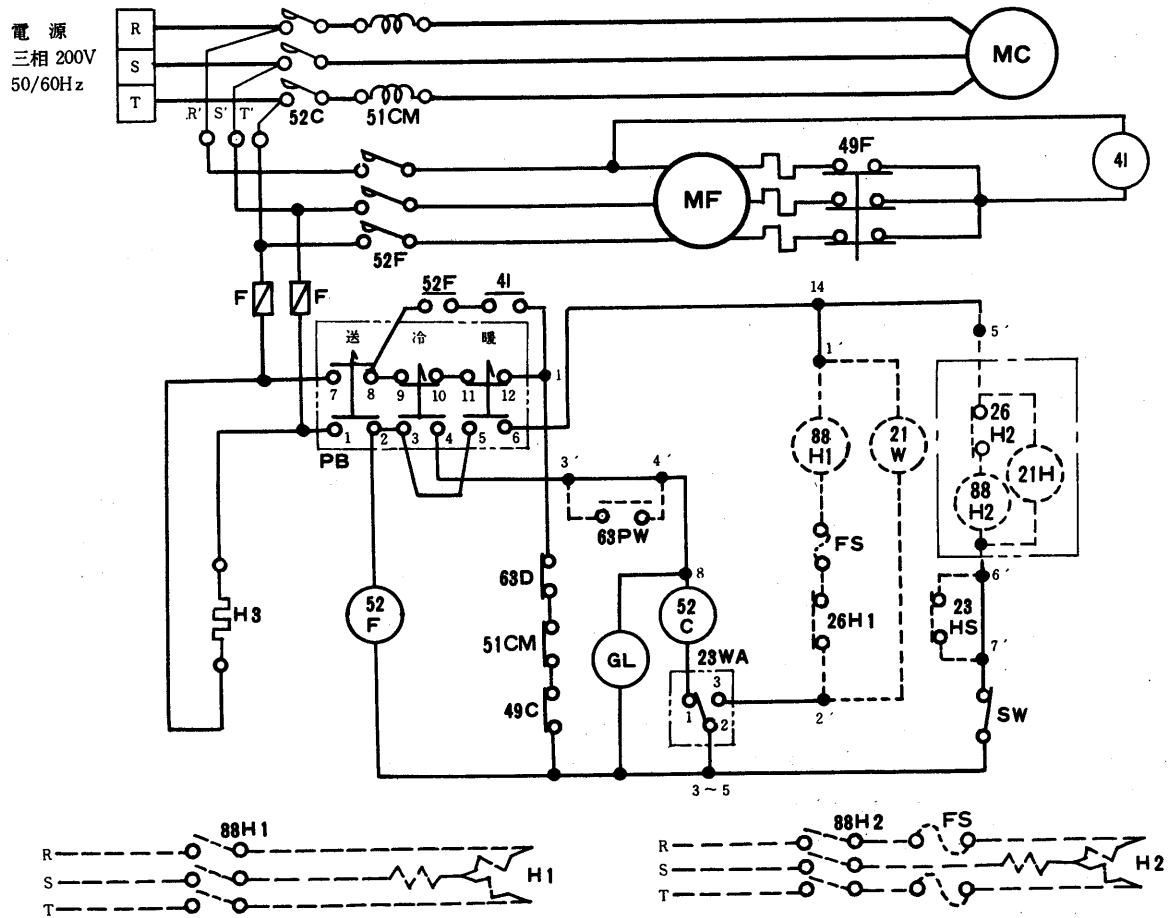 電源
三相 200V
50/60Hz
R
S
T
R' S' T'
52C
51CM
MC
MF
49F
41
52F
F
F
52F
41
送 冷 暖
7 8 9 10 11 12 1
1 2 3 4 5 6
PB
14
1'
5'
88
H1
21
W
26
H2
88
H2
21H
3'
4'
63PW
FS
26H1
6'
23
HS
7'
SW
H3
52
F
63D
51CM
49C
8
52
C
GL
23WA
1
2
3
2'
3~5
R
S
T
88H1
H1
R
S
T
88H2
FS
H2